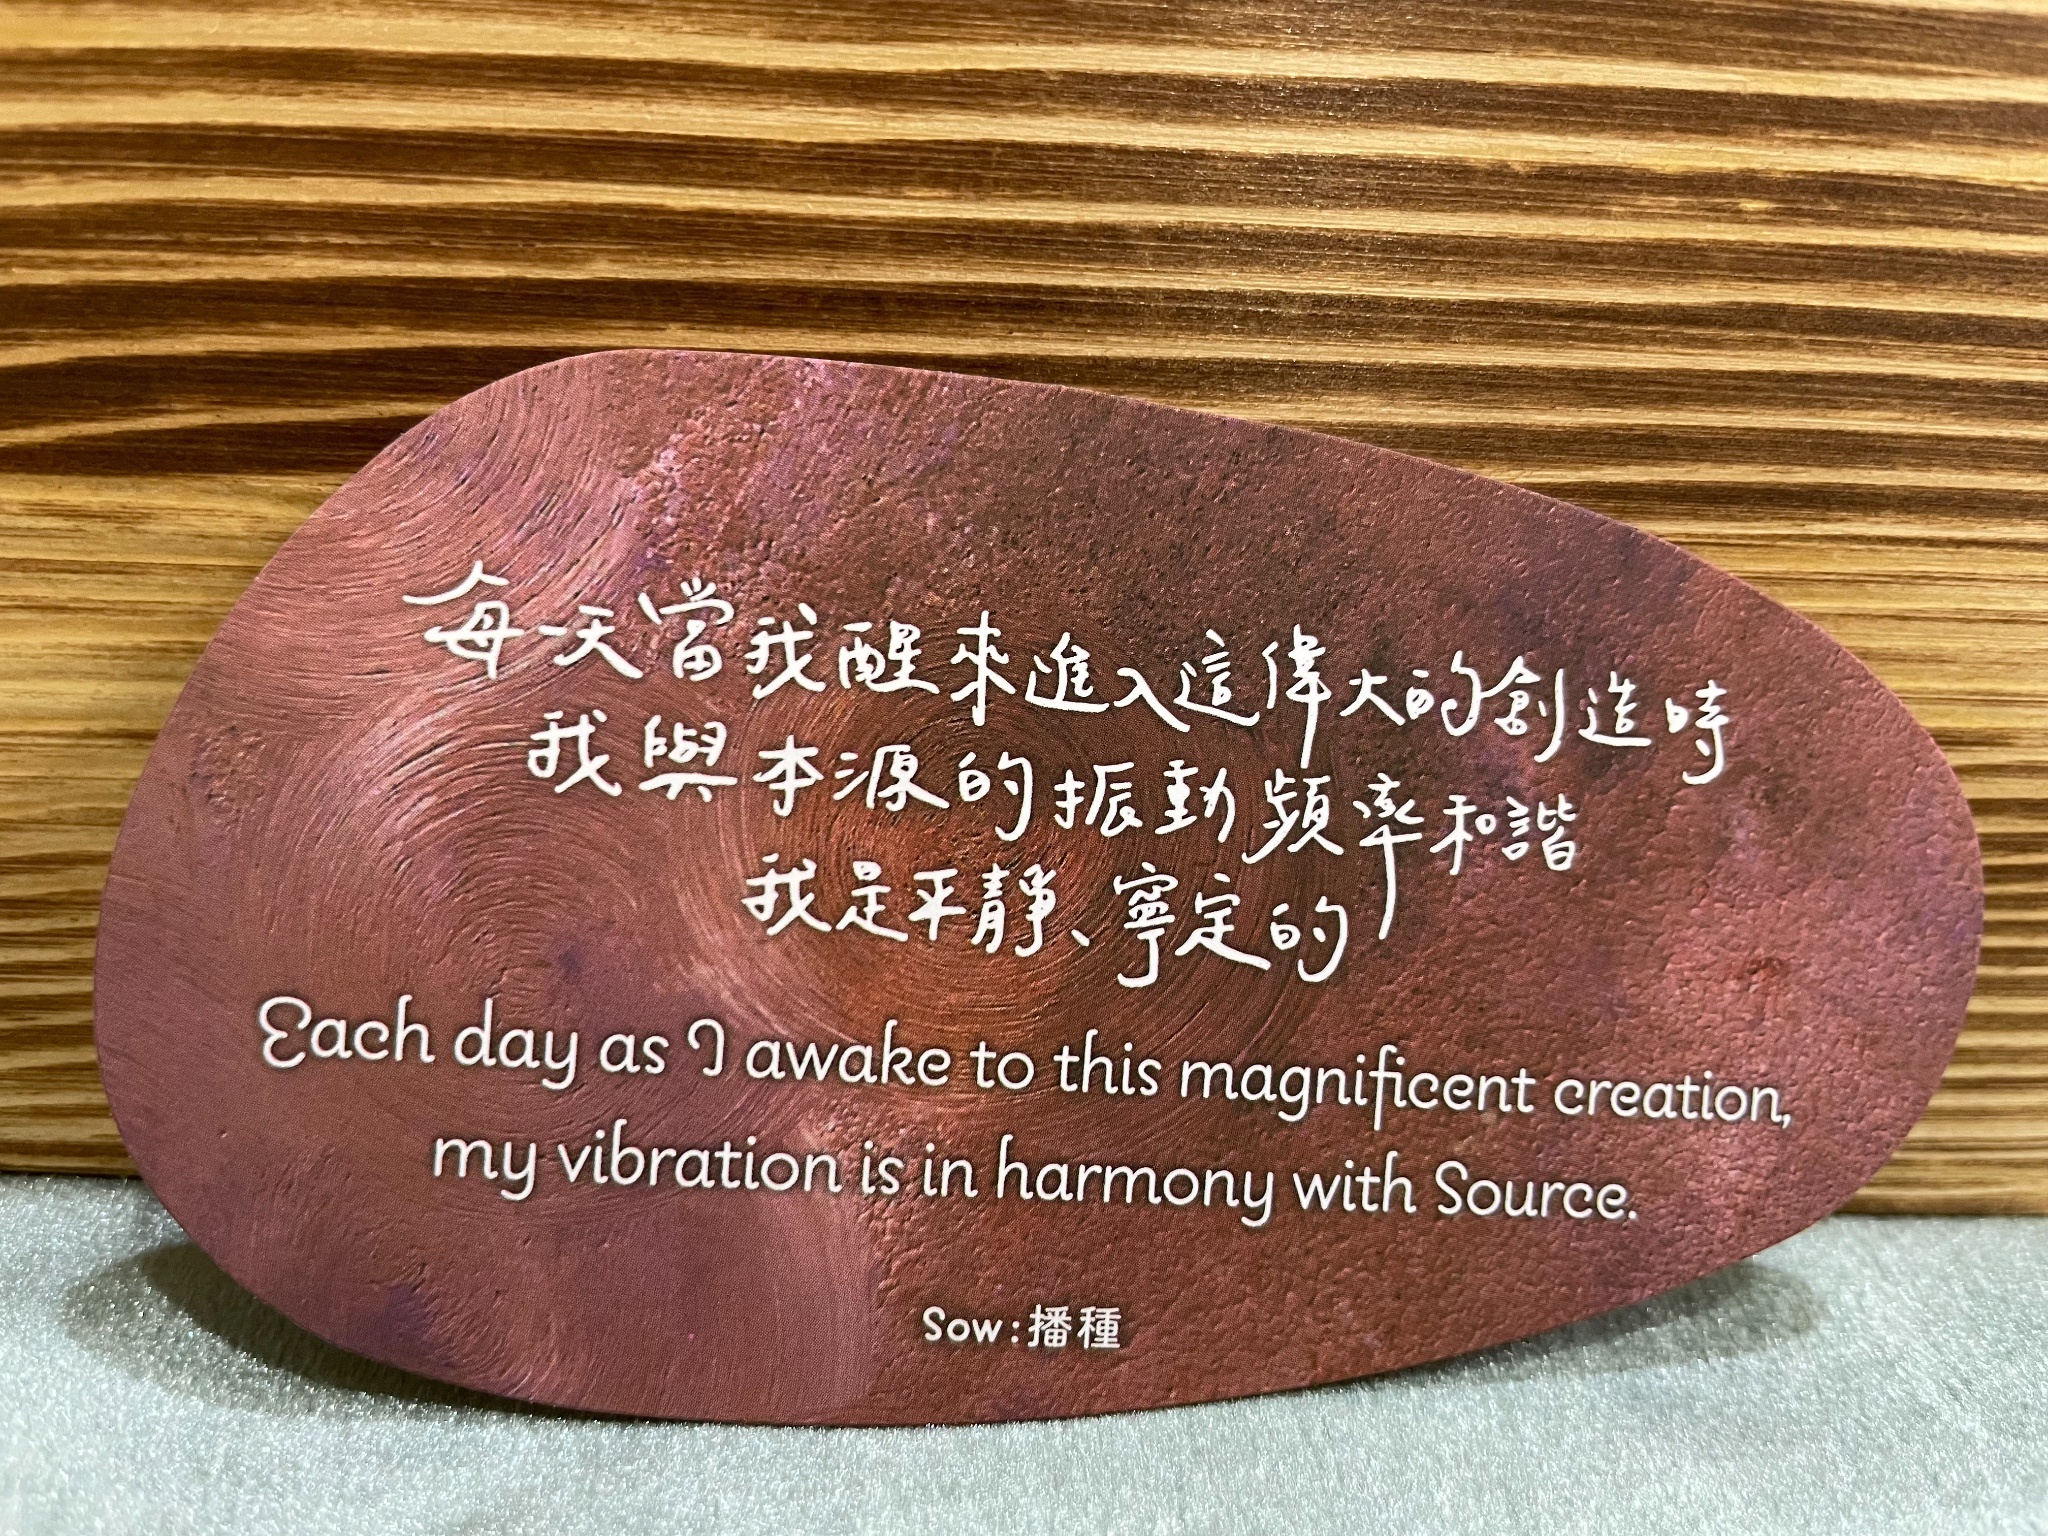 每天當我醒來進入這偉大的創造時
我與本源的振動頻率和諧
我是平靜、寧定的
Each day as I awake to this magnificent creation,
my vibration is in harmony with Source.
Sow:播種